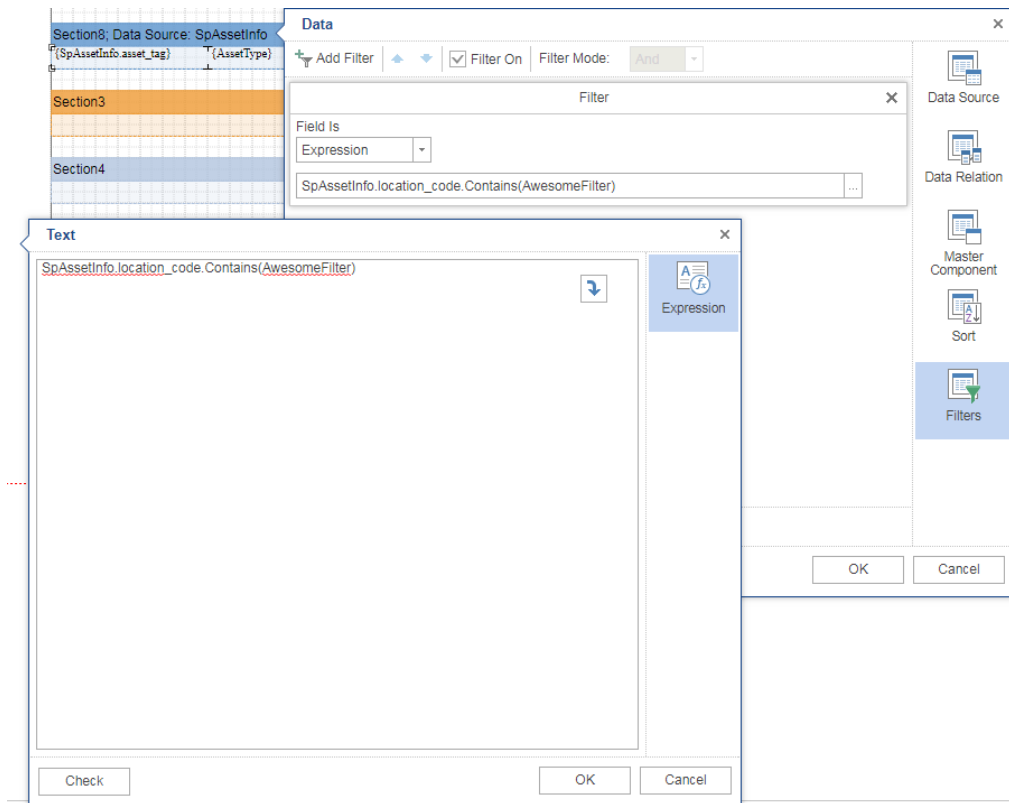 Section8; Data Source: SpAssetInfo
{SpAssetInfo.asset_tag} {AssetType}
Section3
Section4
Data
Add Filter Filter On Filter Mode: And
Filter
Field Is
Expression
SpAssetInfo.location_code.Contains(AwesomeFilter) ...
Data Source
Data Relation
Master
Component
Sort
Filters
OK Cancel
Text
SpAssetInfo.location_code.Contains(AwesomeFilter)
Expression
Check OK Cancel